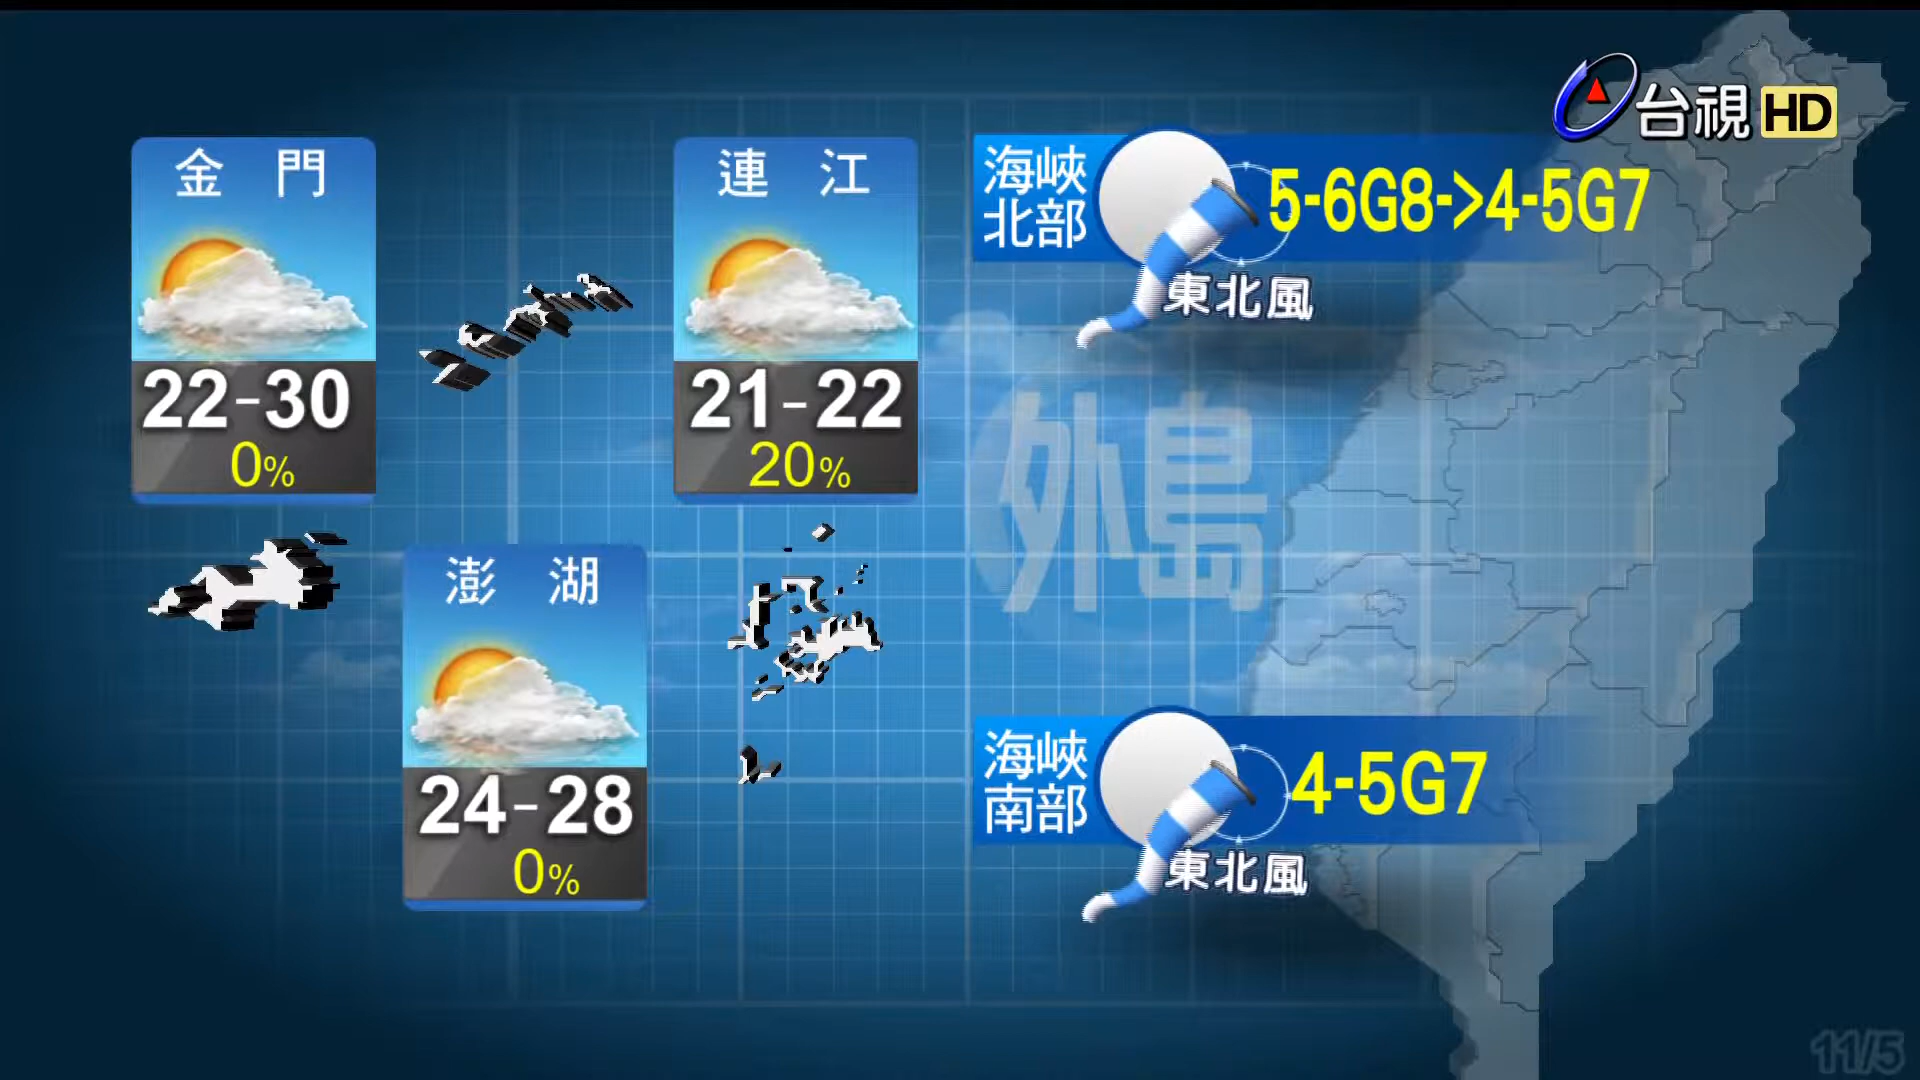 台視HD
金門
22-30
0%
連江
21-22
20%
澎湖
24-28
0%
外島
海峽
北部
5-6G8->4-5G7
東北風
海峽
南部
4-5G7
東北風
11/5